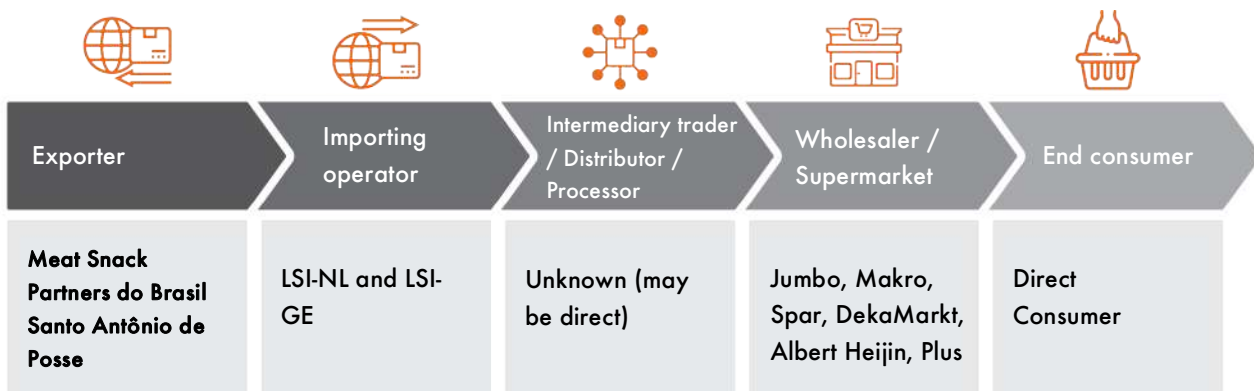 Exporter
Importing
operator
Intermediary trader
/ Distributor /
Processor
Wholesaler /
Supermarket
End consumer
Meat Snack
Partners do Brasil
Santo Antônio de
Posse
LSI-NL and LSI-
GE
Unknown (may
be direct)
Jumbo, Makro,
Spar, DekaMarkt,
Albert Heijin, Plus
Direct
Consumer